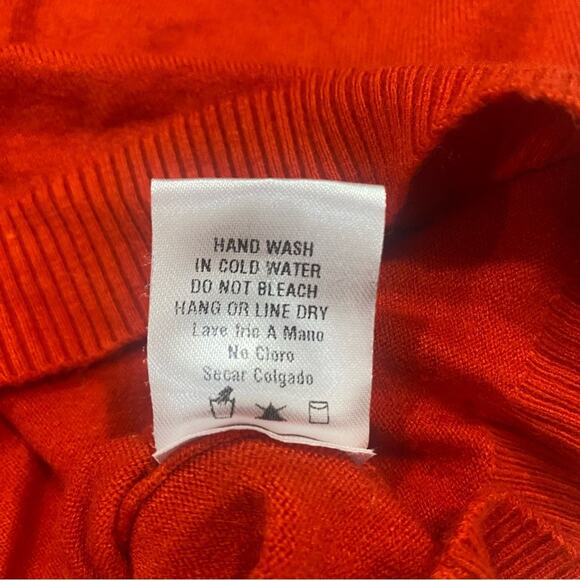 HAND WASH
IN COLD WATER
DO NOT BLEACH
HANG OR LINE DRY
Lave frio A Mano
No Cloro
Secar Colgado